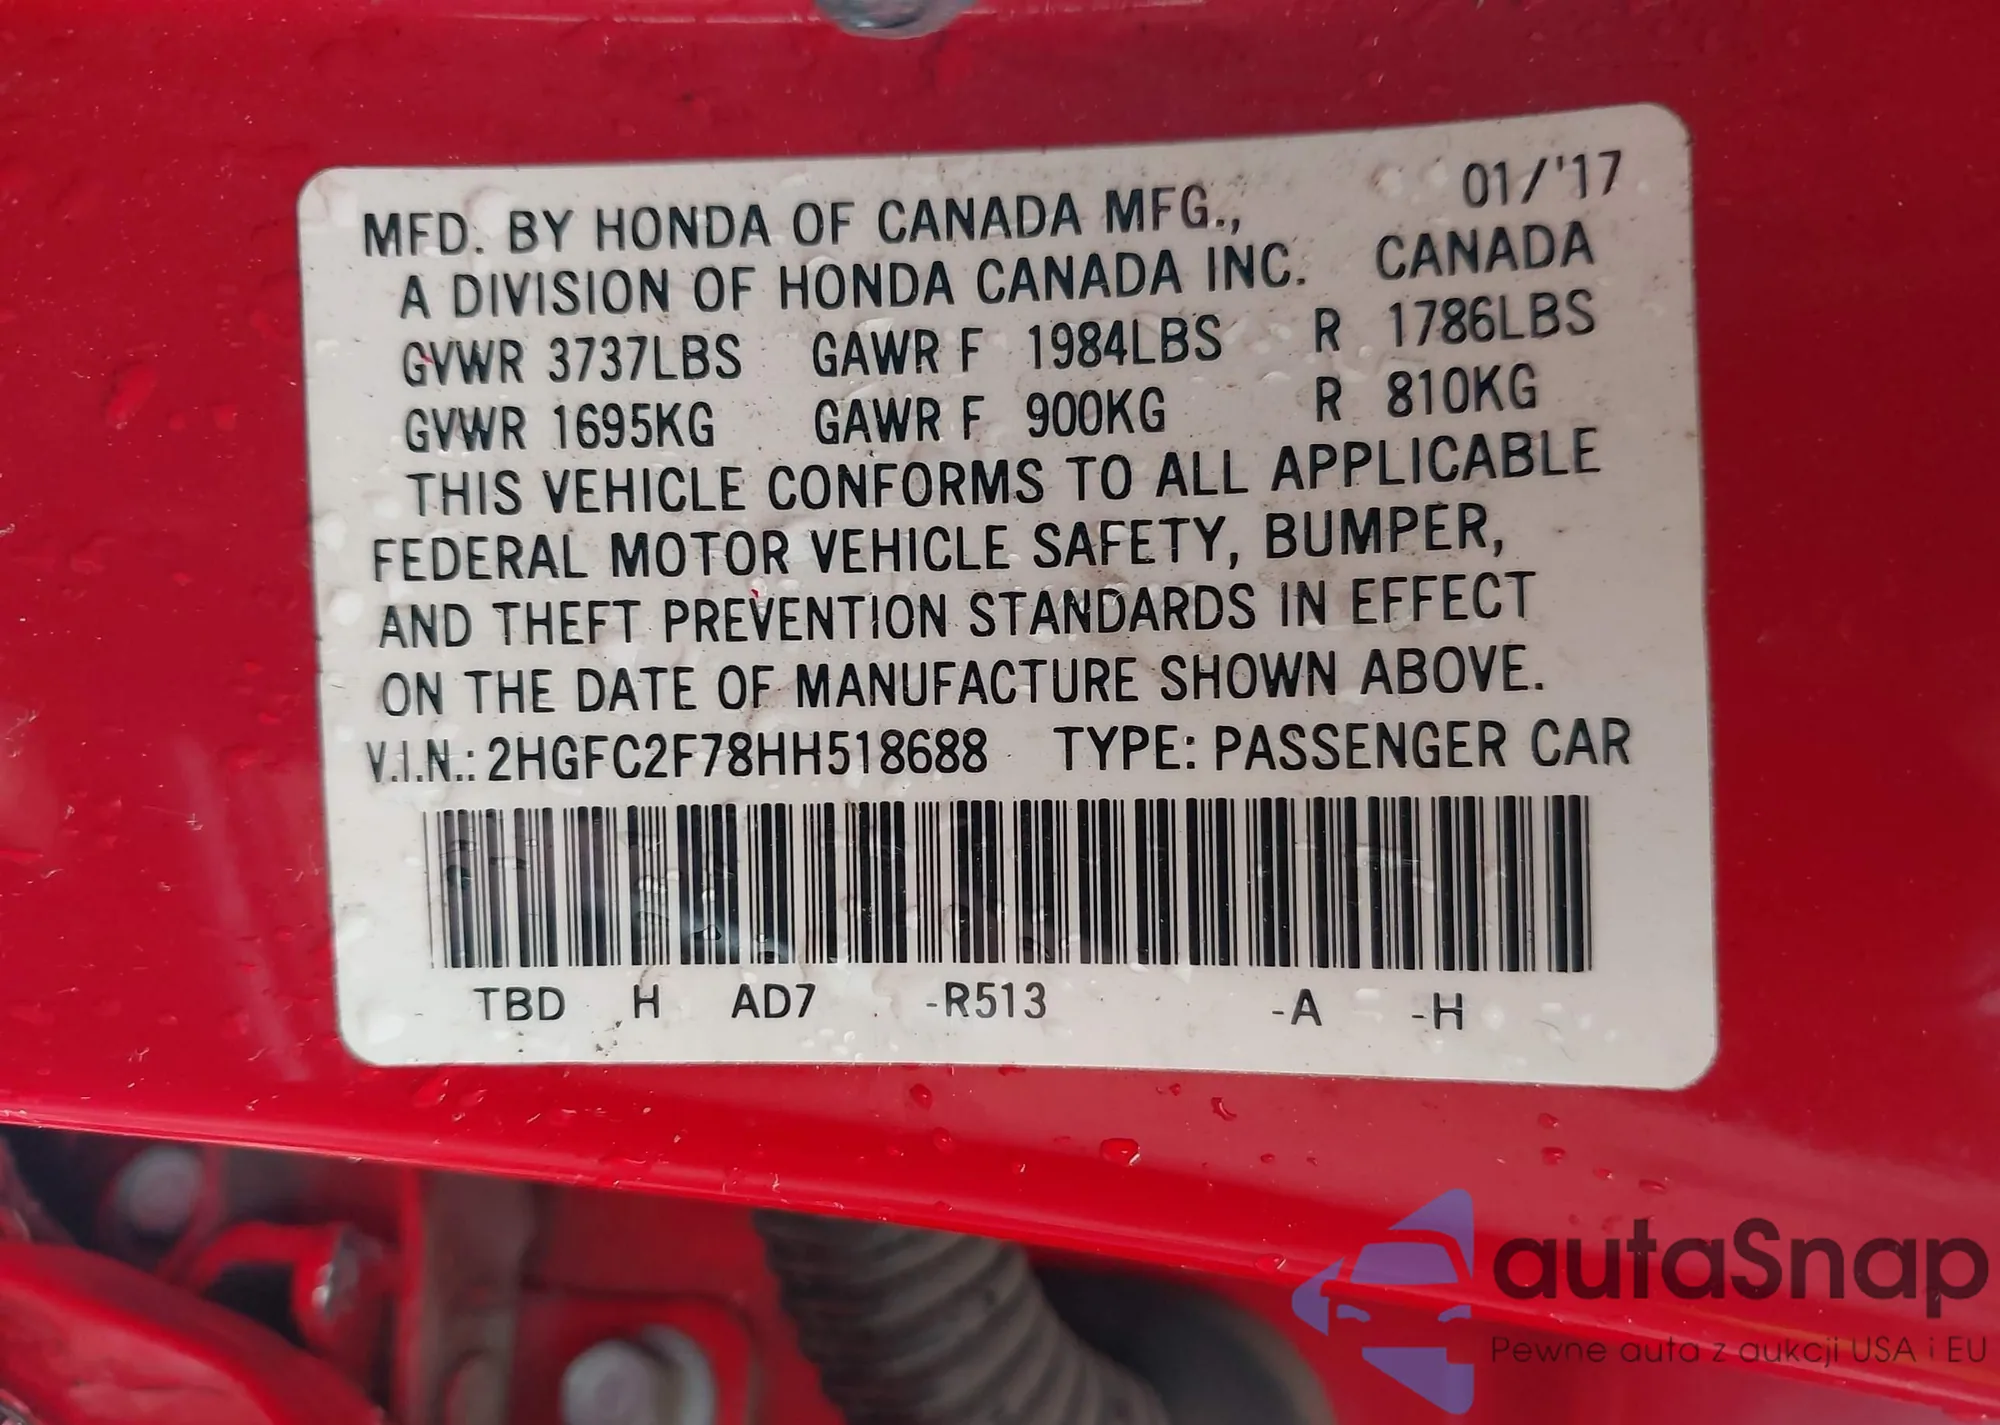 01/'17
MFD. BY HONDA OF CANADA MFG.,
A DIVISION OF HONDA CANADA INC. CANADA
GVWR 3737LBS GAWR F 1984LBS R 1786LBS
GVWR 1695KG GAWR F 900KG R 810KG
THIS VEHICLE CONFORMS TO ALL APPLICABLE
FEDERAL MOTOR VEHICLE SAFETY, BUMPER,
AND THEFT PREVENTION STANDARDS IN EFFECT
ON THE DATE OF MANUFACTURE SHOWN ABOVE.
V.I.N.: 2HGFC2F78HH518688 TYPE: PASSENGER CAR
TBD H AD7 -R513 -A -H
autaSnap
Pewne auta z aukcji USA i EU